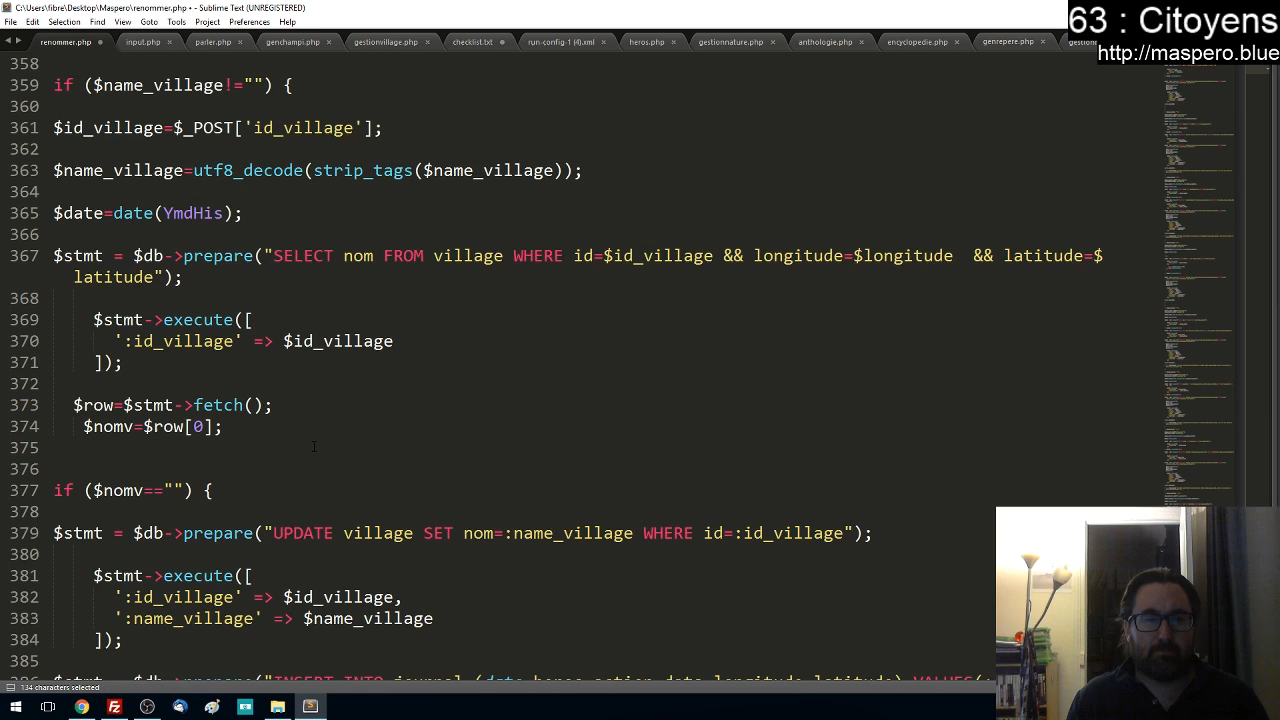 C:\Users\fibre\Desktop\Maspero\renommer.php • - Sublime Text (UNREGISTERED)
File Edit Selection Find View Goto Tools Project Preferences Help
63 : Citoyens
http://maspero.blue
renommer.php input.php parler.php genchampi.php gestionvillage.php checklist.txt run-config-1 (4).xml heros.php gestionnature.php anthologie.php encyclopedie.php genrepere.php
358
359 if ($name_village!="") {
360
361 $id_village=$_POST['id_village'];
362
363 $name_village=utf8_decode(strip_tags($name_village));
364
365 $date=date(YmdHis);
366
367 $stmt = $db->prepare("SELECT nom FROM village WHERE id=$id_village && longitude=$longitude  && latitude=$
latitude");
368
369 $stmt->execute([
370 ':id_village' => $id_village
371 ]);
372
373 $row=$stmt->fetch();
374 $nomv=$row[0];
375
376
377 if ($nomv=="") {
378
379 $stmt = $db->prepare("UPDATE village SET nom=:name_village WHERE id=:id_village");
380
381 $stmt->execute([
382 ':id_village' => $id_village,
383 ':name_village' => $name_village
384 ]);
385
134 characters selected